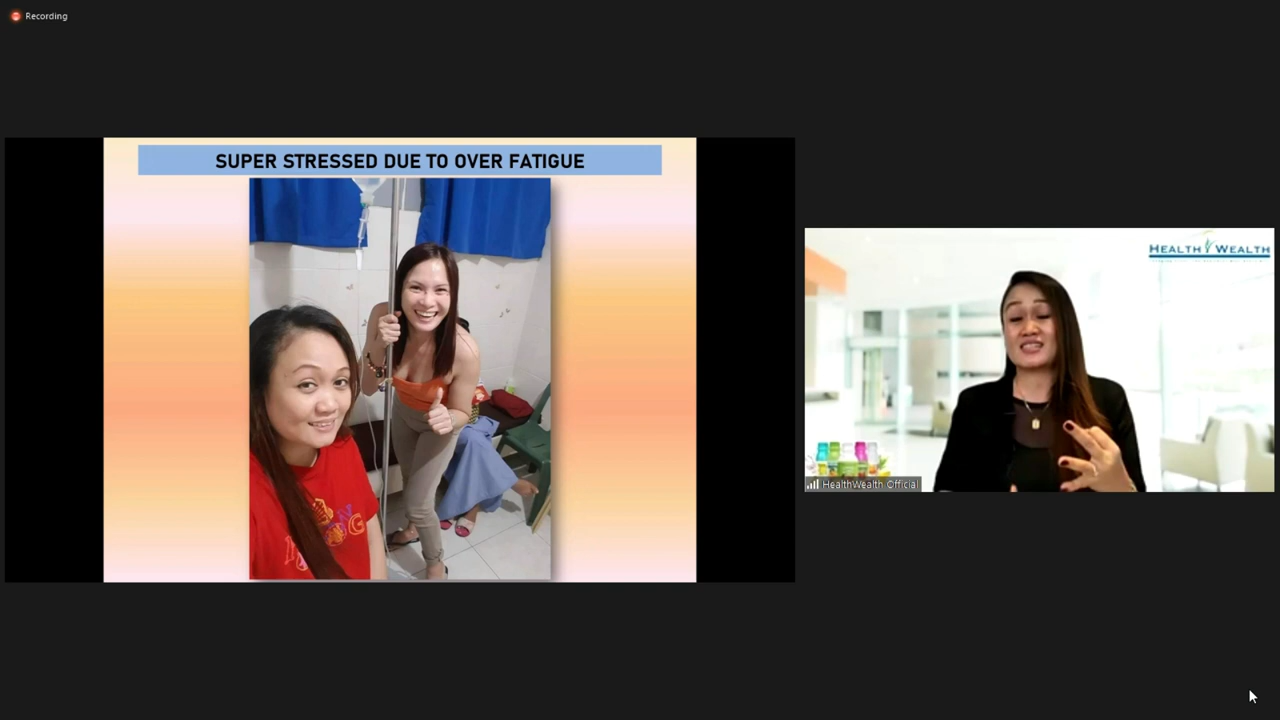 Recording
SUPER STRESSED DUE TO OVER FATIGUE
HEALTH WEALTH
HealthWealth Official